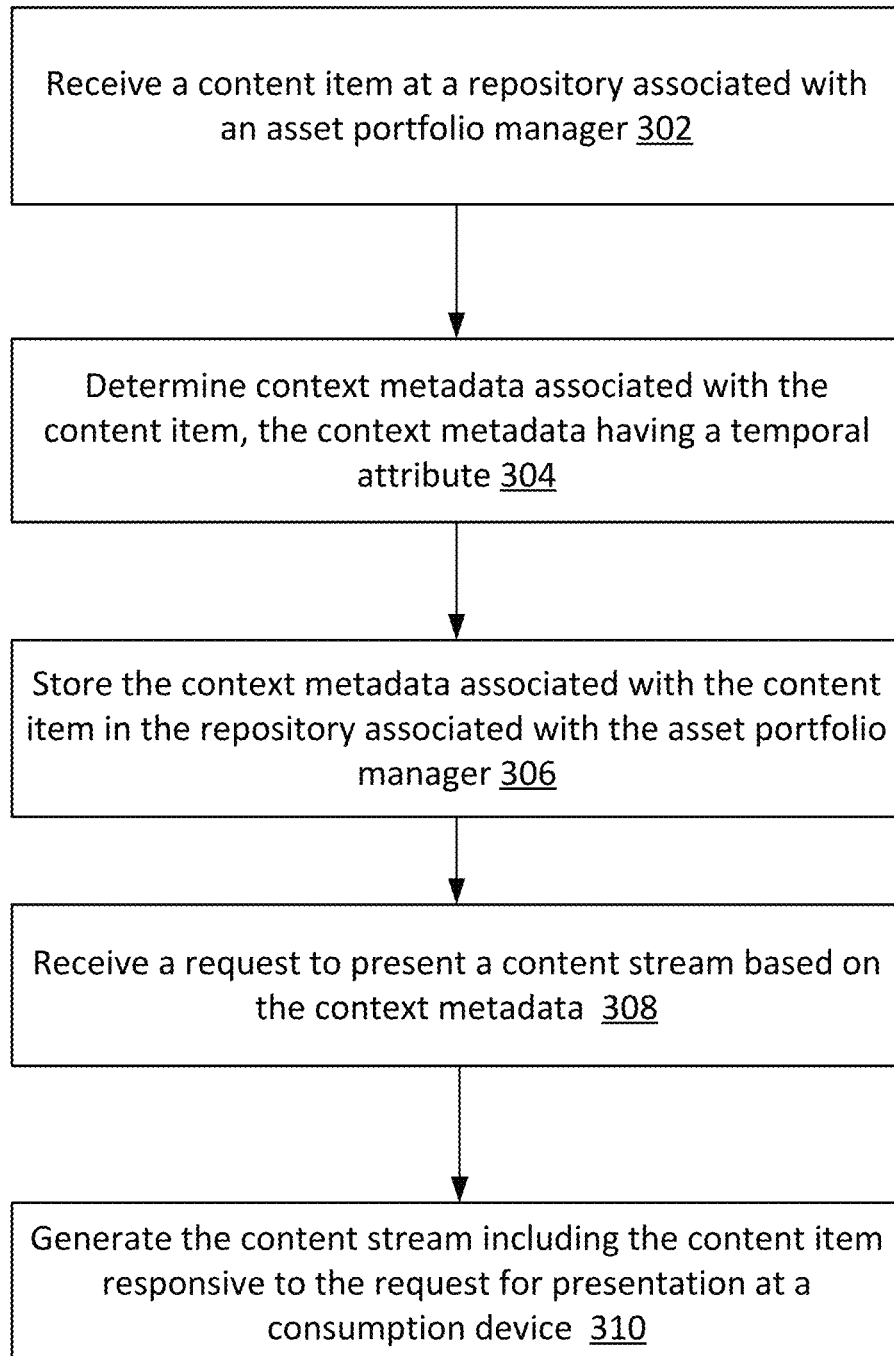 Receive a content item at a repository associated with
an asset portfolio manager 302
Determine context metadata associated with the
content item, the context metadata having a temporal
attribute 304
Store the context metadata associated with the content
item in the repository associated with the asset portfolio
manager 306
Receive a request to present a content stream based on
the context metadata 308
Generate the content stream including the content item
responsive to the request for presentation at a
consumption device 310